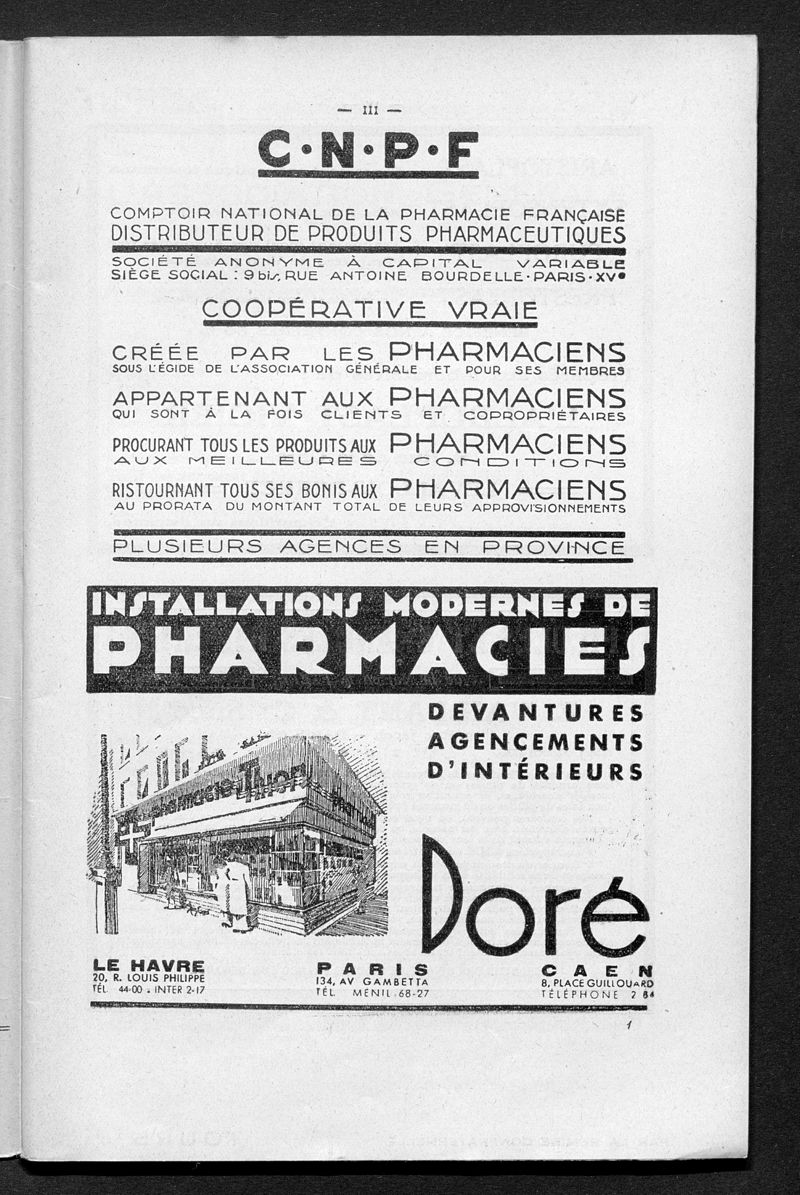 — III —
C·N·P·F
COMPTOIR NATIONAL DE LA PHARMACIE FRANÇAISE
DISTRIBUTEUR DE PRODUITS PHARMACEUTIQUES
SOCIÉTÉ ANONYME À CAPITAL VARIABLE
SIÈGE SOCIAL : 9 bis, RUE ANTOINE BOURDELLE · PARIS · XVe
COOPÉRATIVE VRAIE
CRÉÉE PAR LES PHARMACIENS
SOUS L'ÉGIDE DE L'ASSOCIATION GÉNÉRALE ET POUR SES MEMBRES
APPARTENANT AUX PHARMACIENS
QUI SONT À LA FOIS CLIENTS ET COPROPRIÉTAIRES
PROCURANT TOUS LES PRODUITS AUX PHARMACIENS
AUX MEILLEURES CONDITIONS
RISTOURNANT TOUS SES BONIS AUX PHARMACIENS
AU PRORATA DU MONTANT TOTAL DE LEURS APPROVISIONNEMENTS
PLUSIEURS AGENCES EN PROVINCE
INSTALLATIONS MODERNES DE
PHARMACIES
DEVANTURES
AGENCEMENTS
D'INTÉRIEURS
pharmacie
Doré
LE HAVRE
20, R. LOUIS PHILIPPE
TÉL. 44-00 - INTER 2-17
PARIS
134, AV GAMBETTA
TÉL. MENIL. 68-27
CAEN
8, PLACE GUILLOUARD
TÉLÉPHONE 2 84
1